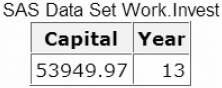 SAS Data Set Work.Invest
Capital Year
53949.97 13